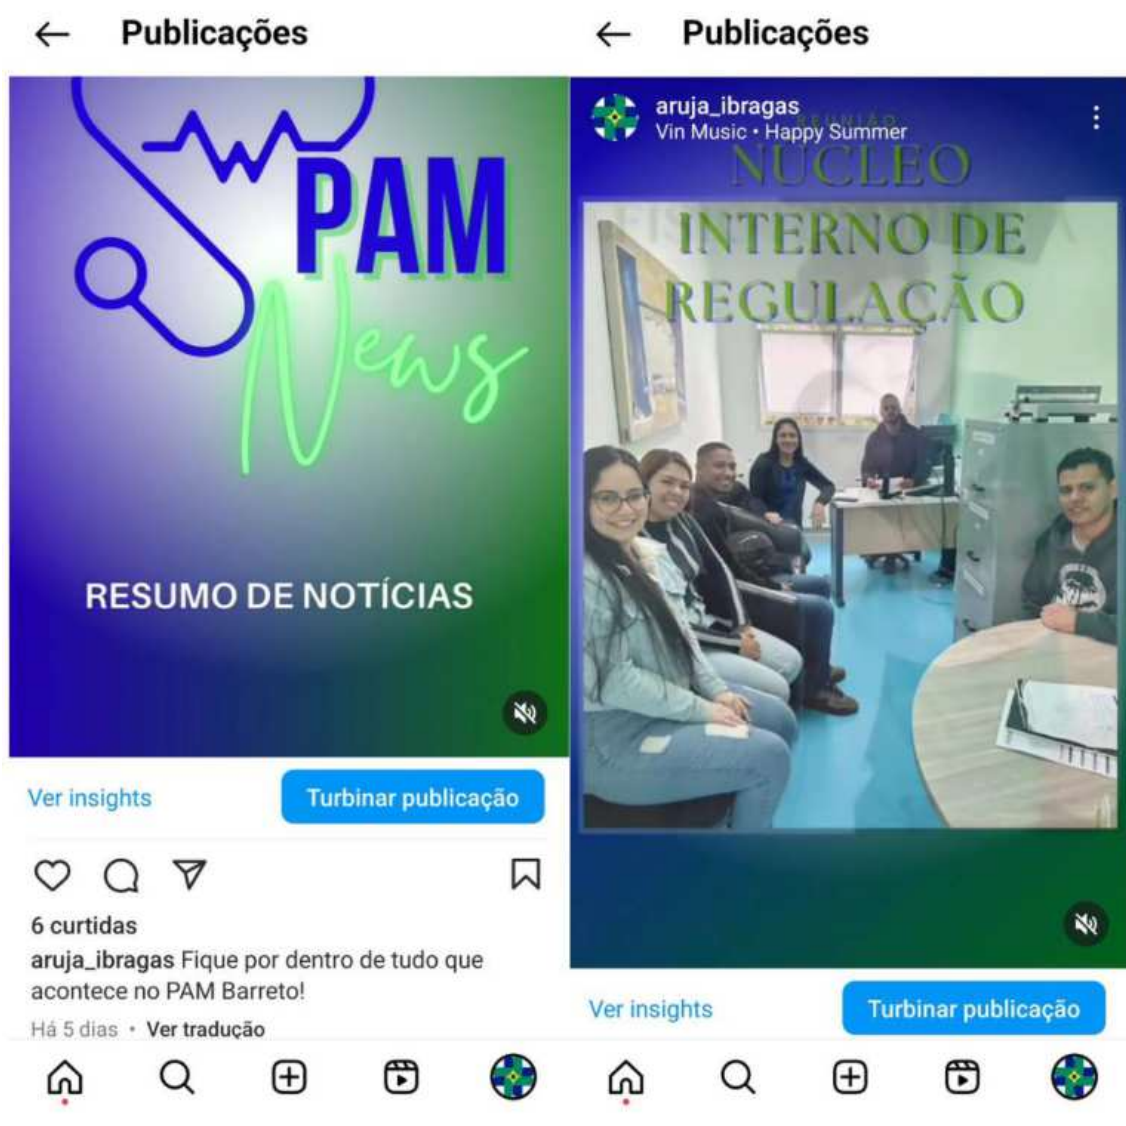 Publicações
PAM
News
RESUMO DE NOTÍCIAS
Ver insights
Turbinar publicação
6 curtidas
aruja_ibragas Fique por dentro de tudo que
acontece no PAM Barreto!
Há 5 dias • Ver tradução
Publicações
aruja_ibragas
Vin Music • Happy Summer
REUNIÃO
NÚCLEO
INTERNO DE
REGULAÇÃO
Ver insights
Turbinar publicação